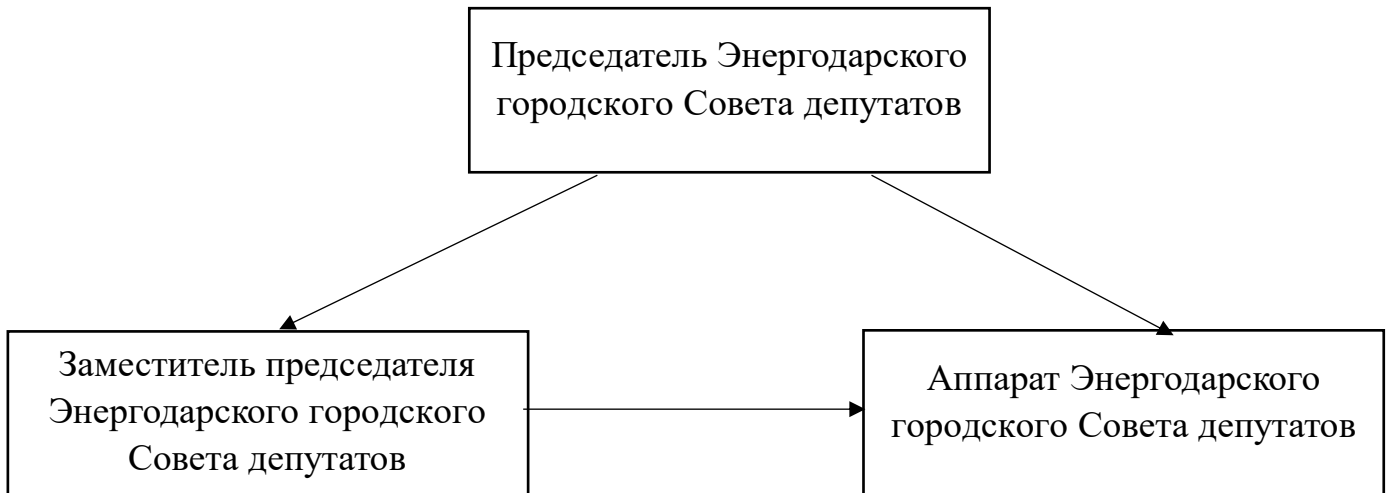 Председатель Энергодарского
городского Совета депутатов
Заместитель председателя
Энергодарского городского
Совета депутатов
Аппарат Энергодарского
городского Совета депутатов